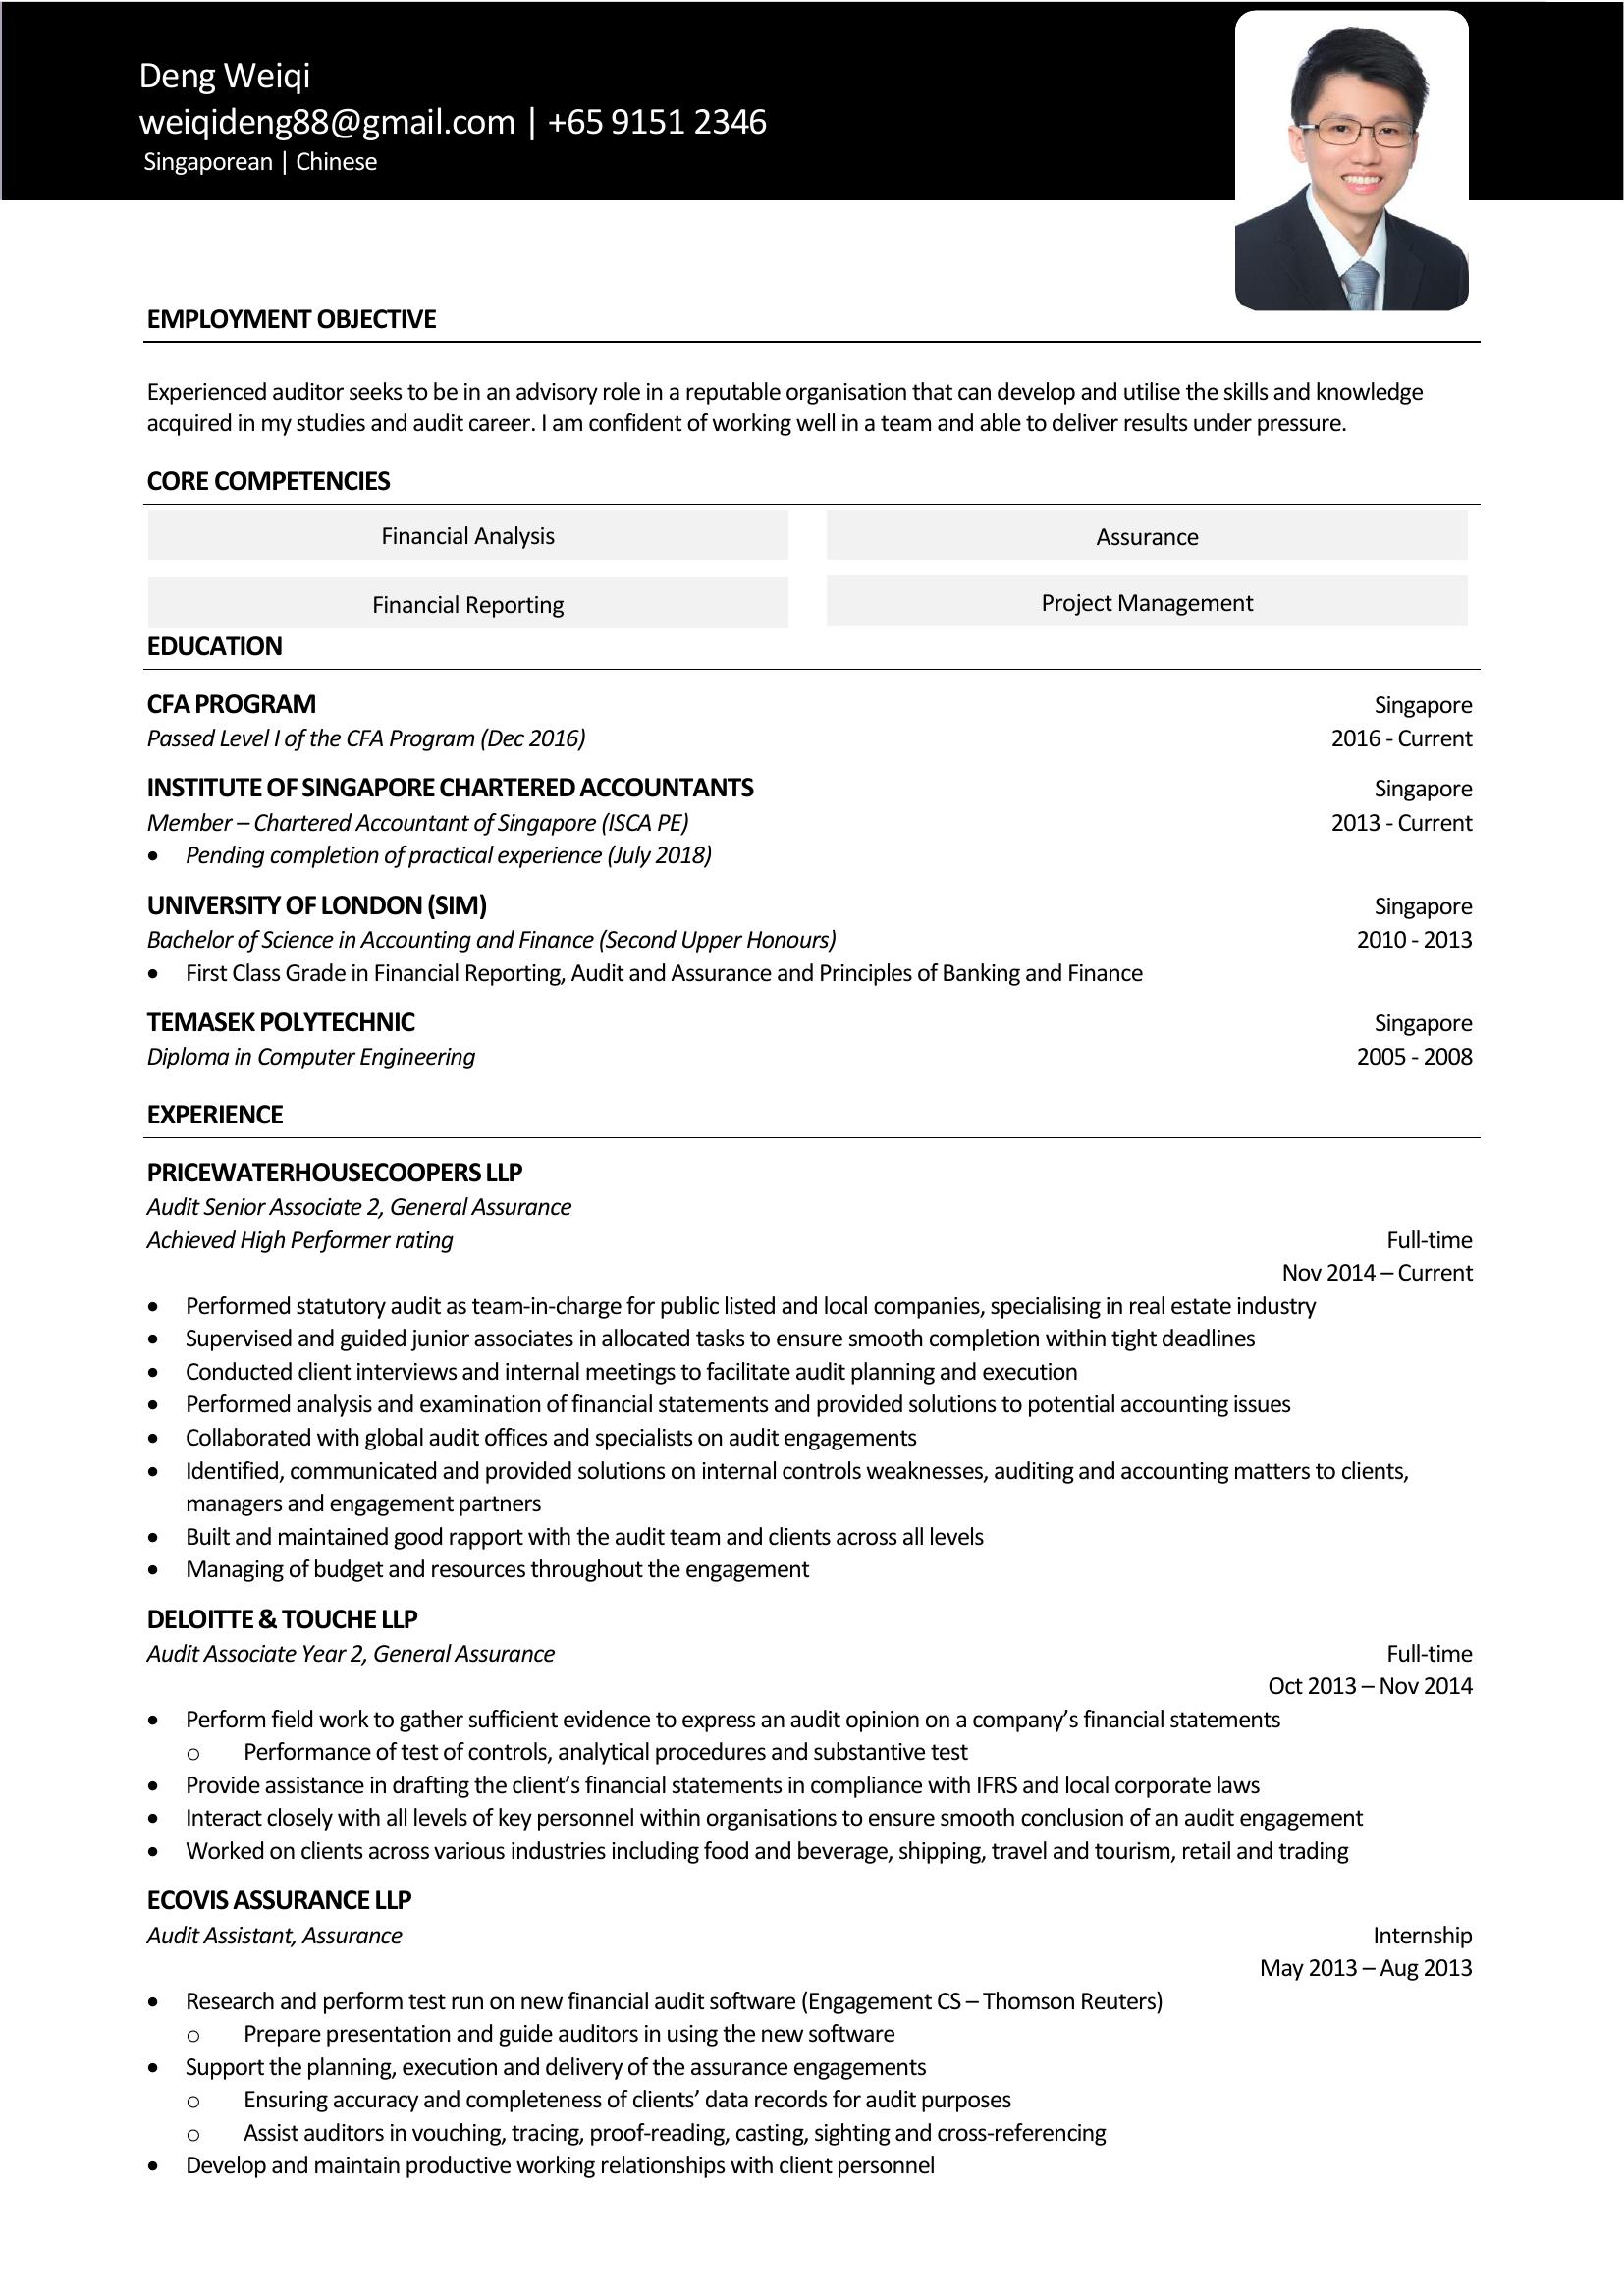 Deng Weiqi
weiqideng88@gmail.com | +65 9151 2346
Singaporean | Chinese
EMPLOYMENT OBJECTIVE
Experienced auditor seeks to be in an advisory role in a reputable organisation that can develop and utilise the skills and knowledge
acquired in my studies and audit career. I am confident of working well in a team and able to deliver results under pressure.
CORE COMPETENCIES
Financial Analysis
Assurance
Financial Reporting
Project Management
EDUCATION
CFA PROGRAM Singapore
Passed Level I of the CFA Program (Dec 2016) 2016 - Current
INSTITUTE OF SINGAPORE CHARTERED ACCOUNTANTS Singapore
Member – Chartered Accountant of Singapore (ISCA PE) 2013 - Current
• Pending completion of practical experience (July 2018)
UNIVERSITY OF LONDON (SIM) Singapore
Bachelor of Science in Accounting and Finance (Second Upper Honours) 2010 - 2013
• First Class Grade in Financial Reporting, Audit and Assurance and Principles of Banking and Finance
TEMASEK POLYTECHNIC Singapore
Diploma in Computer Engineering 2005 - 2008
EXPERIENCE
PRICEWATERHOUSECOOPERS LLP
Audit Senior Associate 2, General Assurance
Achieved High Performer rating Full-time
Nov 2014 – Current
• Performed statutory audit as team-in-charge for public listed and local companies, specialising in real estate industry
• Supervised and guided junior associates in allocated tasks to ensure smooth completion within tight deadlines
• Conducted client interviews and internal meetings to facilitate audit planning and execution
• Performed analysis and examination of financial statements and provided solutions to potential accounting issues
• Collaborated with global audit offices and specialists on audit engagements
• Identified, communicated and provided solutions on internal controls weaknesses, auditing and accounting matters to clients,
managers and engagement partners
• Built and maintained good rapport with the audit team and clients across all levels
• Managing of budget and resources throughout the engagement
DELOITTE & TOUCHE LLP
Audit Associate Year 2, General Assurance Full-time
Oct 2013 – Nov 2014
• Perform field work to gather sufficient evidence to express an audit opinion on a company’s financial statements
o Performance of test of controls, analytical procedures and substantive test
• Provide assistance in drafting the client’s financial statements in compliance with IFRS and local corporate laws
• Interact closely with all levels of key personnel within organisations to ensure smooth conclusion of an audit engagement
• Worked on clients across various industries including food and beverage, shipping, travel and tourism, retail and trading
ECOVIS ASSURANCE LLP
Audit Assistant, Assurance Internship
May 2013 – Aug 2013
• Research and perform test run on new financial audit software (Engagement CS – Thomson Reuters)
o Prepare presentation and guide auditors in using the new software
• Support the planning, execution and delivery of the assurance engagements
o Ensuring accuracy and completeness of clients’ data records for audit purposes
o Assist auditors in vouching, tracing, proof-reading, casting, sighting and cross-referencing
• Develop and maintain productive working relationships with client personnel